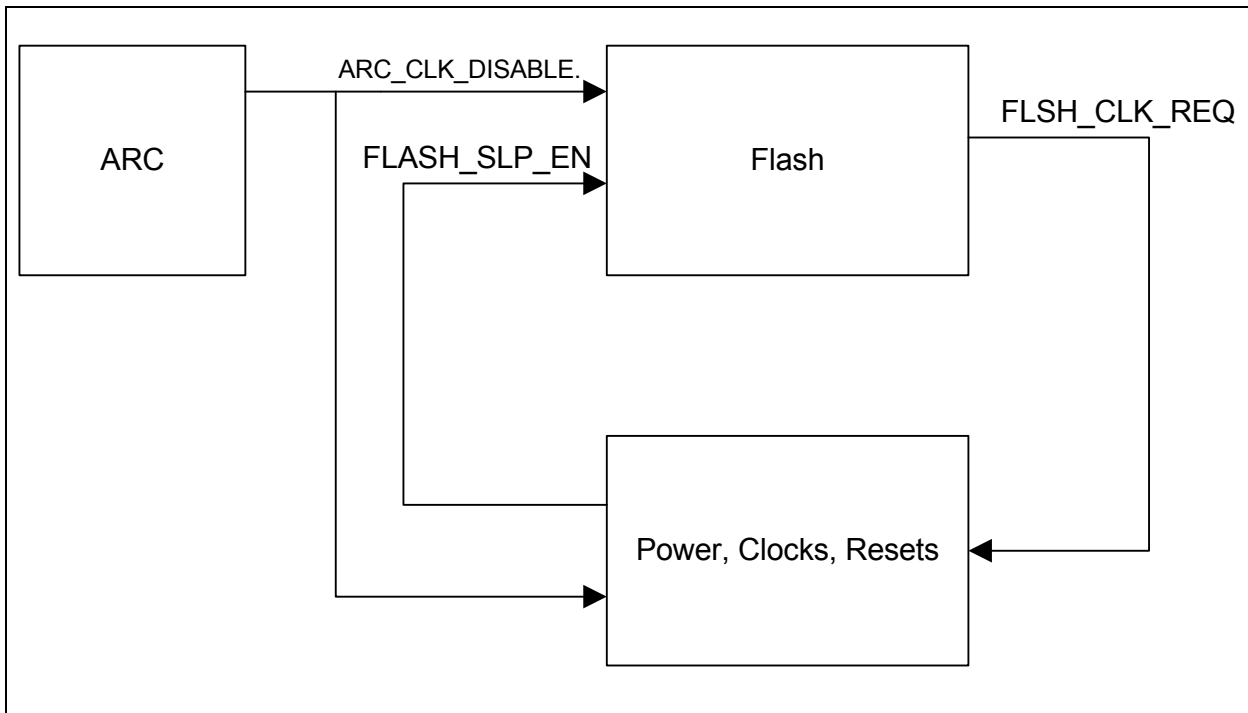 ARC_CLK_DISABLE.
FLSH_CLK_REQ
ARC
FLASH_SLP_EN
Flash
Power, Clocks, Resets